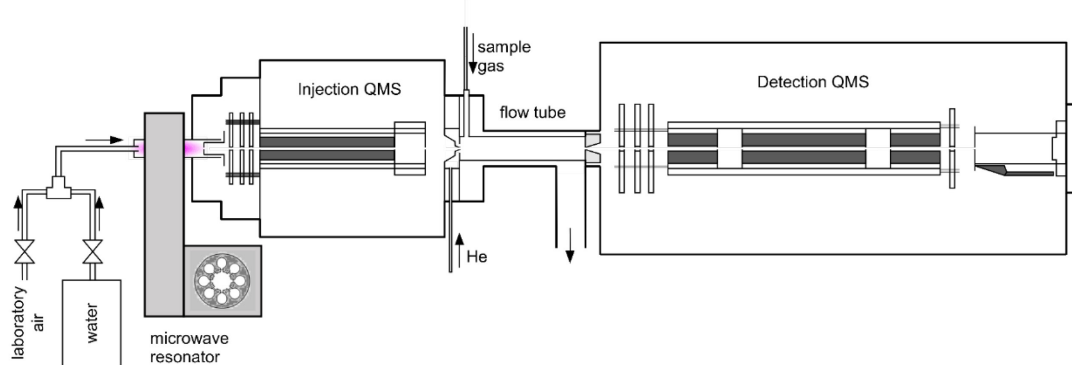 sample
gas
Injection QMS
Detection QMS
flow tube
He
laboratory
air
water
microwave
resonator